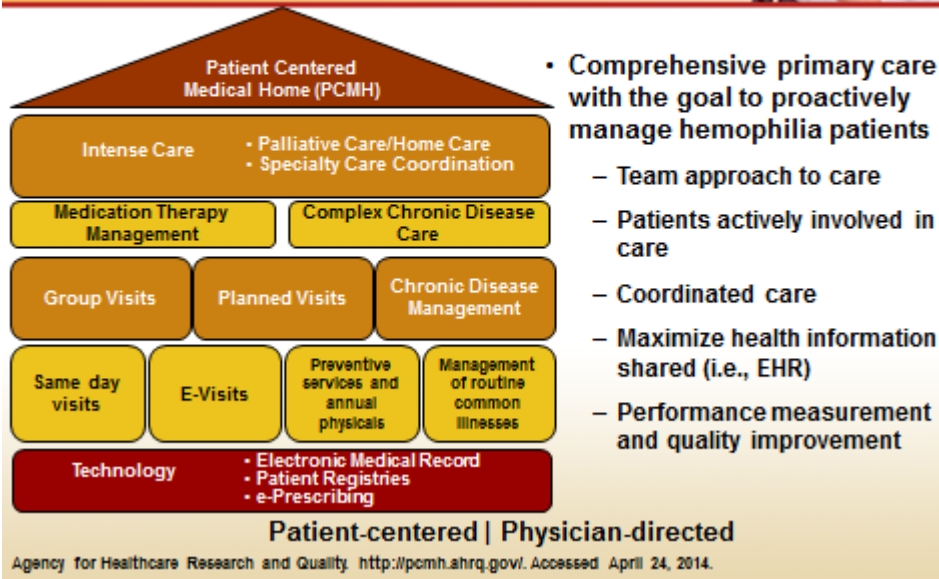 Patient Centered
Medical Home (PCMH)
Intense Care
• Palliative Care/Home Care
• Specialty Care Coordination
Medication Therapy
Management
Complex Chronic Disease
Care
Group Visits
Planned Visits
Chronic Disease
Management
Same day
visits
E-Visits
Preventive
services and
annual
physicals
Management
of routine
common
illnesses
Technology
• Electronic Medical Record
• Patient Registries
• e-Prescribing
• Comprehensive primary care
with the goal to proactively
manage hemophilia patients
– Team approach to care
– Patients actively involved in
care
– Coordinated care
– Maximize health information
shared (i.e., EHR)
– Performance measurement
and quality improvement
Patient-centered | Physician-directed
Agency for Healthcare Research and Quality. http://pcmh.ahrq.gov/. Accessed April 24, 2014.